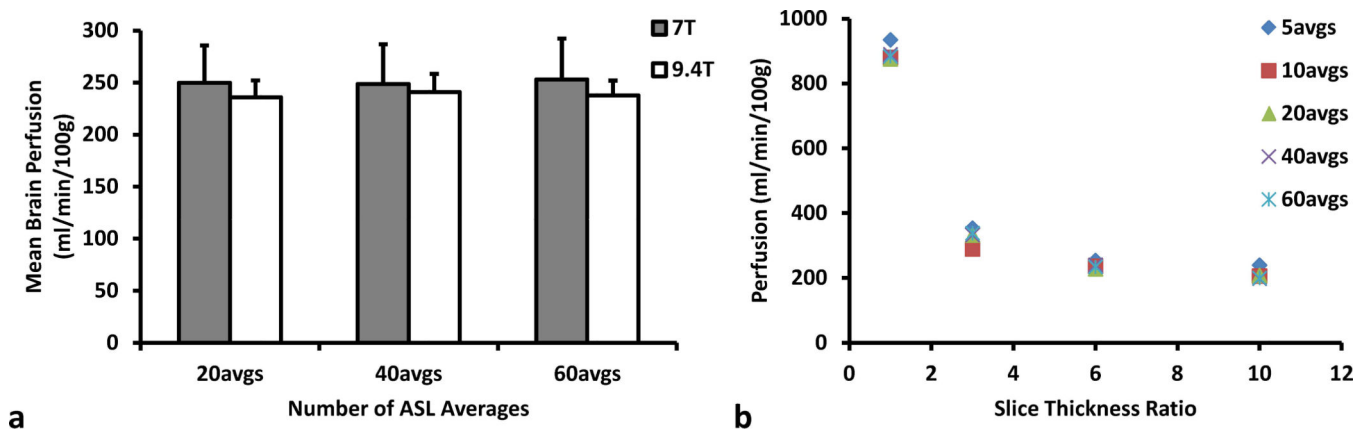 300
250
200
150
100
50
0
Mean Brain Perfusion
(ml/min/100g)
7T
9.4T
20avgs 40avgs 60avgs
Number of ASL Averages
a
1000
800
600
400
200
0
Perfusion (ml/min/100g)
5avgs
10avgs
20avgs
40avgs
60avgs
0 2 4 6 8 10 12
Slice Thickness Ratio
b